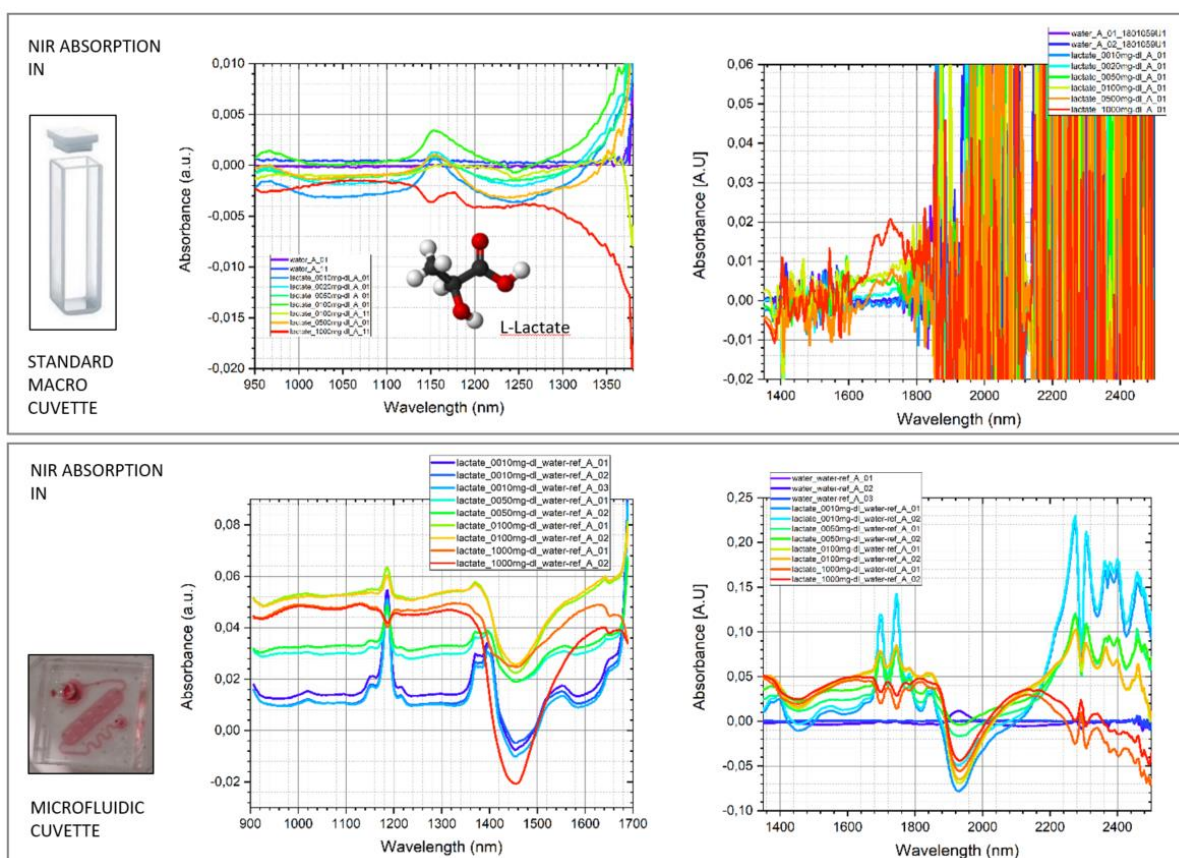 NIR ABSORPTION
IN
STANDARD
MACRO
CUVETTE
0,010
0,005
0,000
-0,005
-0,010
-0,015
-0,020
Absorbance (a.u.)
950 1000 1050 1100 1150 1200 1250 1300 1350
Wavelength (nm)
water_A_01
water_A_11
lactate_0010mg-dl_A_01
lactate_0020mg-dl_A_01
lactate_0050mg-dl_A_01
lactate_0100mg-dl_A_01
lactate_0100mg-dl_A_11
lactate_0500mg-dl_A_01
lactate_1000mg-dl_A_11
L-Lactate
water_A_01_1801059U1
water_A_02_1801059U1
lactate_0010mg-dl_A_01
lactate_0020mg-dl_A_01
lactate_0050mg-dl_A_01
lactate_0100mg-dl_A_01
lactate_0500mg-dl_A_01
lactate_1000mg-dl_A_01
0,06
0,05
0,04
0,03
0,02
0,01
0,00
-0,01
-0,02
Absorbance [A.U]
1400 1600 1800 2000 2200 2400
Wavelength (nm)
NIR ABSORPTION
IN
MICROFLUIDIC
CUVETTE
lactate_0010mg-dl_water-ref_A_01
lactate_0010mg-dl_water-ref_A_02
lactate_0010mg-dl_water-ref_A_03
lactate_0050mg-dl_water-ref_A_01
lactate_0050mg-dl_water-ref_A_02
lactate_0100mg-dl_water-ref_A_01
lactate_0100mg-dl_water-ref_A_02
lactate_1000mg-dl_water-ref_A_01
lactate_1000mg-dl_water-ref_A_02
0,08
0,06
0,04
0,02
0,00
-0,02
Absorbance (a.u.)
900 1000 1100 1200 1300 1400 1500 1600 1700
Wavelength (nm)
water_water-ref_A_01
water_water-ref_A_02
water_water-ref_A_03
lactate_0010mg-dl_water-ref_A_01
lactate_0010mg-dl_water-ref_A_02
lactate_0050mg-dl_water-ref_A_01
lactate_0050mg-dl_water-ref_A_02
lactate_0100mg-dl_water-ref_A_01
lactate_0100mg-dl_water-ref_A_02
lactate_1000mg-dl_water-ref_A_01
lactate_1000mg-dl_water-ref_A_02
0,25
0,20
0,15
0,10
0,05
0,00
-0,05
-0,10
Absorbance [A.U]
1400 1600 1800 2000 2200 2400
Wavelength (nm)